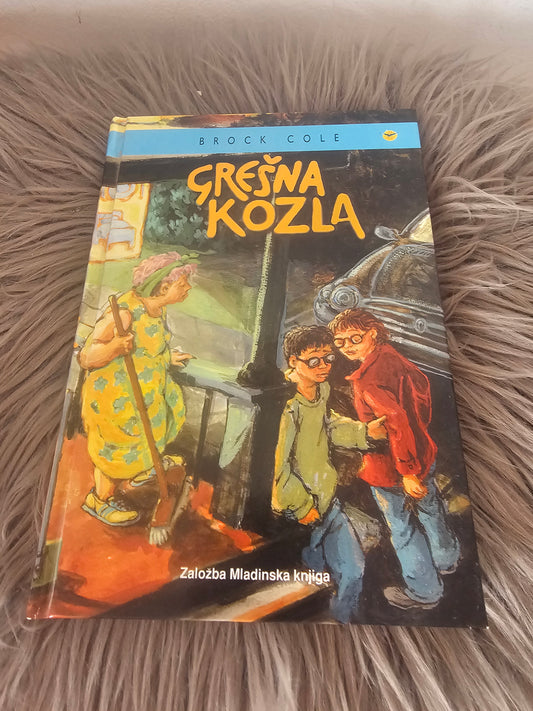 BROCK COLE
GREŠNA
KOZLA
Založba Mladinska knjiga